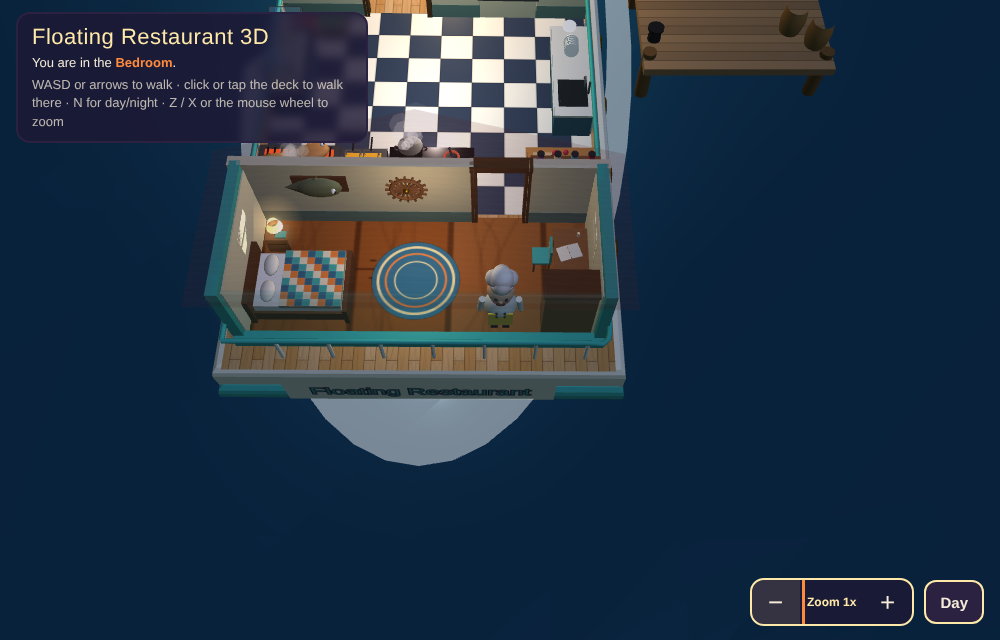 Floating Restaurant 3D
You are in the Bedroom.
WASD or arrows to walk · click or tap the deck to walk
there · N for day/night · Z / X or the mouse wheel to
zoom
Floating Restaurant
− Zoom 1x + Day